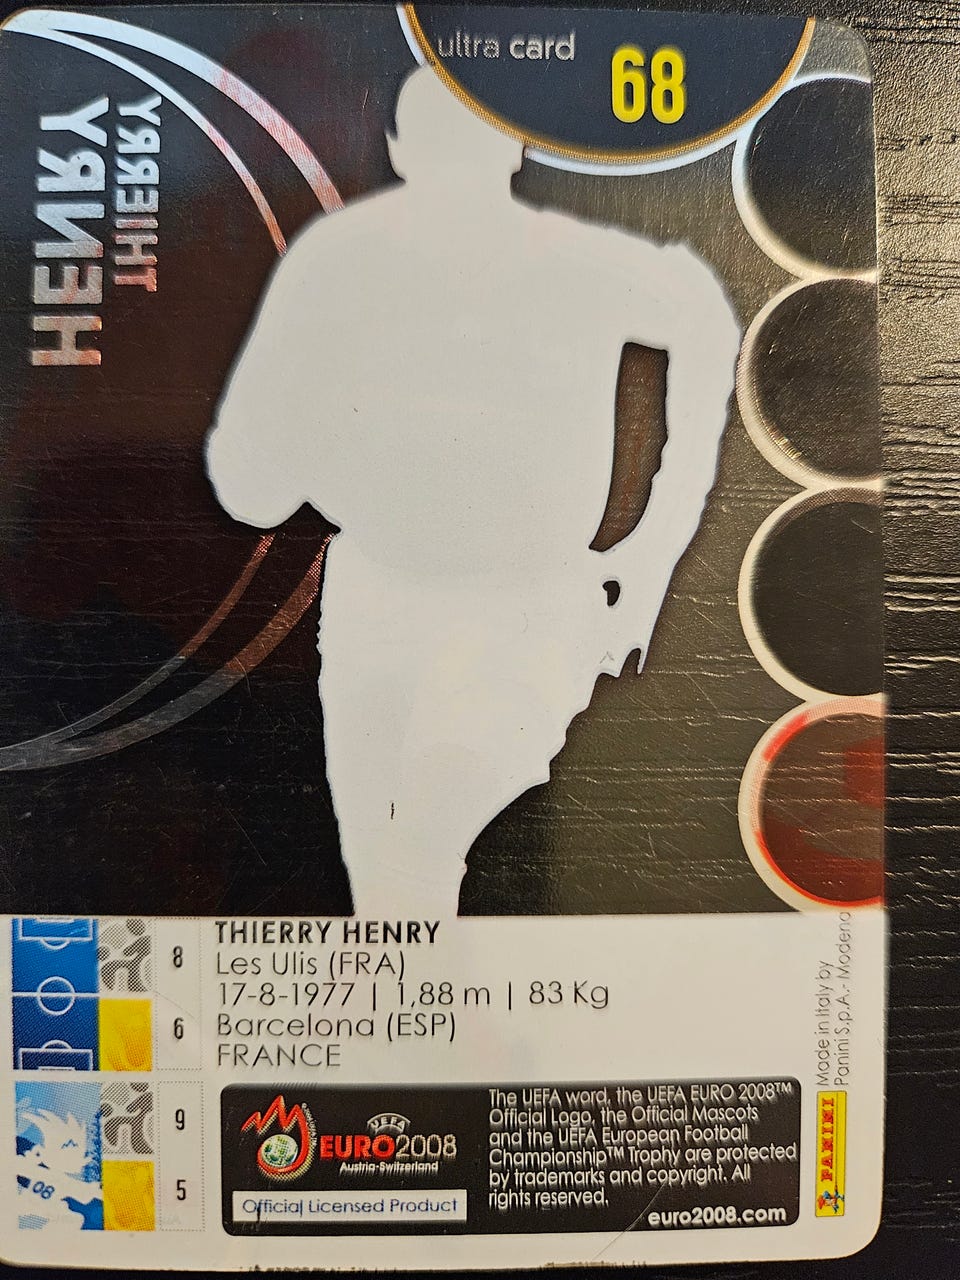 ultra card
68
THIERRY
HENRY
8
6
9
5
THIERRY HENRY
Les Ulis (FRA)
17-8-1977 | 1,88 m | 83 Kg
Barcelona (ESP)
FRANCE
08
UEFA
EURO2008™
Austria-Switzerland
Official Licensed Product
The UEFA word, the UEFA EURO 2008™
Official Logo, the Official Mascots
and the UEFA European Football
Championship™ Trophy are protected
by trademarks and copyright. All
rights reserved.
euro2008.com
Made in Italy by
Panini S.p.A.- Modena
PANINI